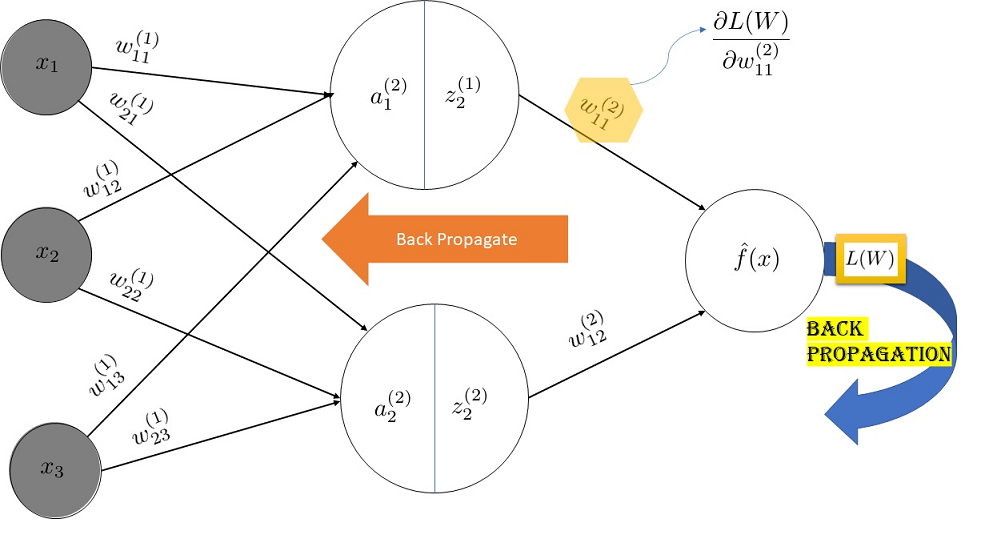 x₁
x₂
x₃
w₁₁⁽¹⁾
w₂₁⁽¹⁾
w₁₂⁽¹⁾
w₂₂⁽¹⁾
w₁₃⁽¹⁾
w₂₃⁽¹⁾
a₁⁽²⁾ z₂⁽¹⁾
a₂⁽²⁾ z₂⁽²⁾
Back Propagate
w₁₁⁽²⁾
w₁₂⁽²⁾
∂L(W)
∂w₁₁⁽²⁾
f̂(x)
L(W)
BACK
PROPAGATION